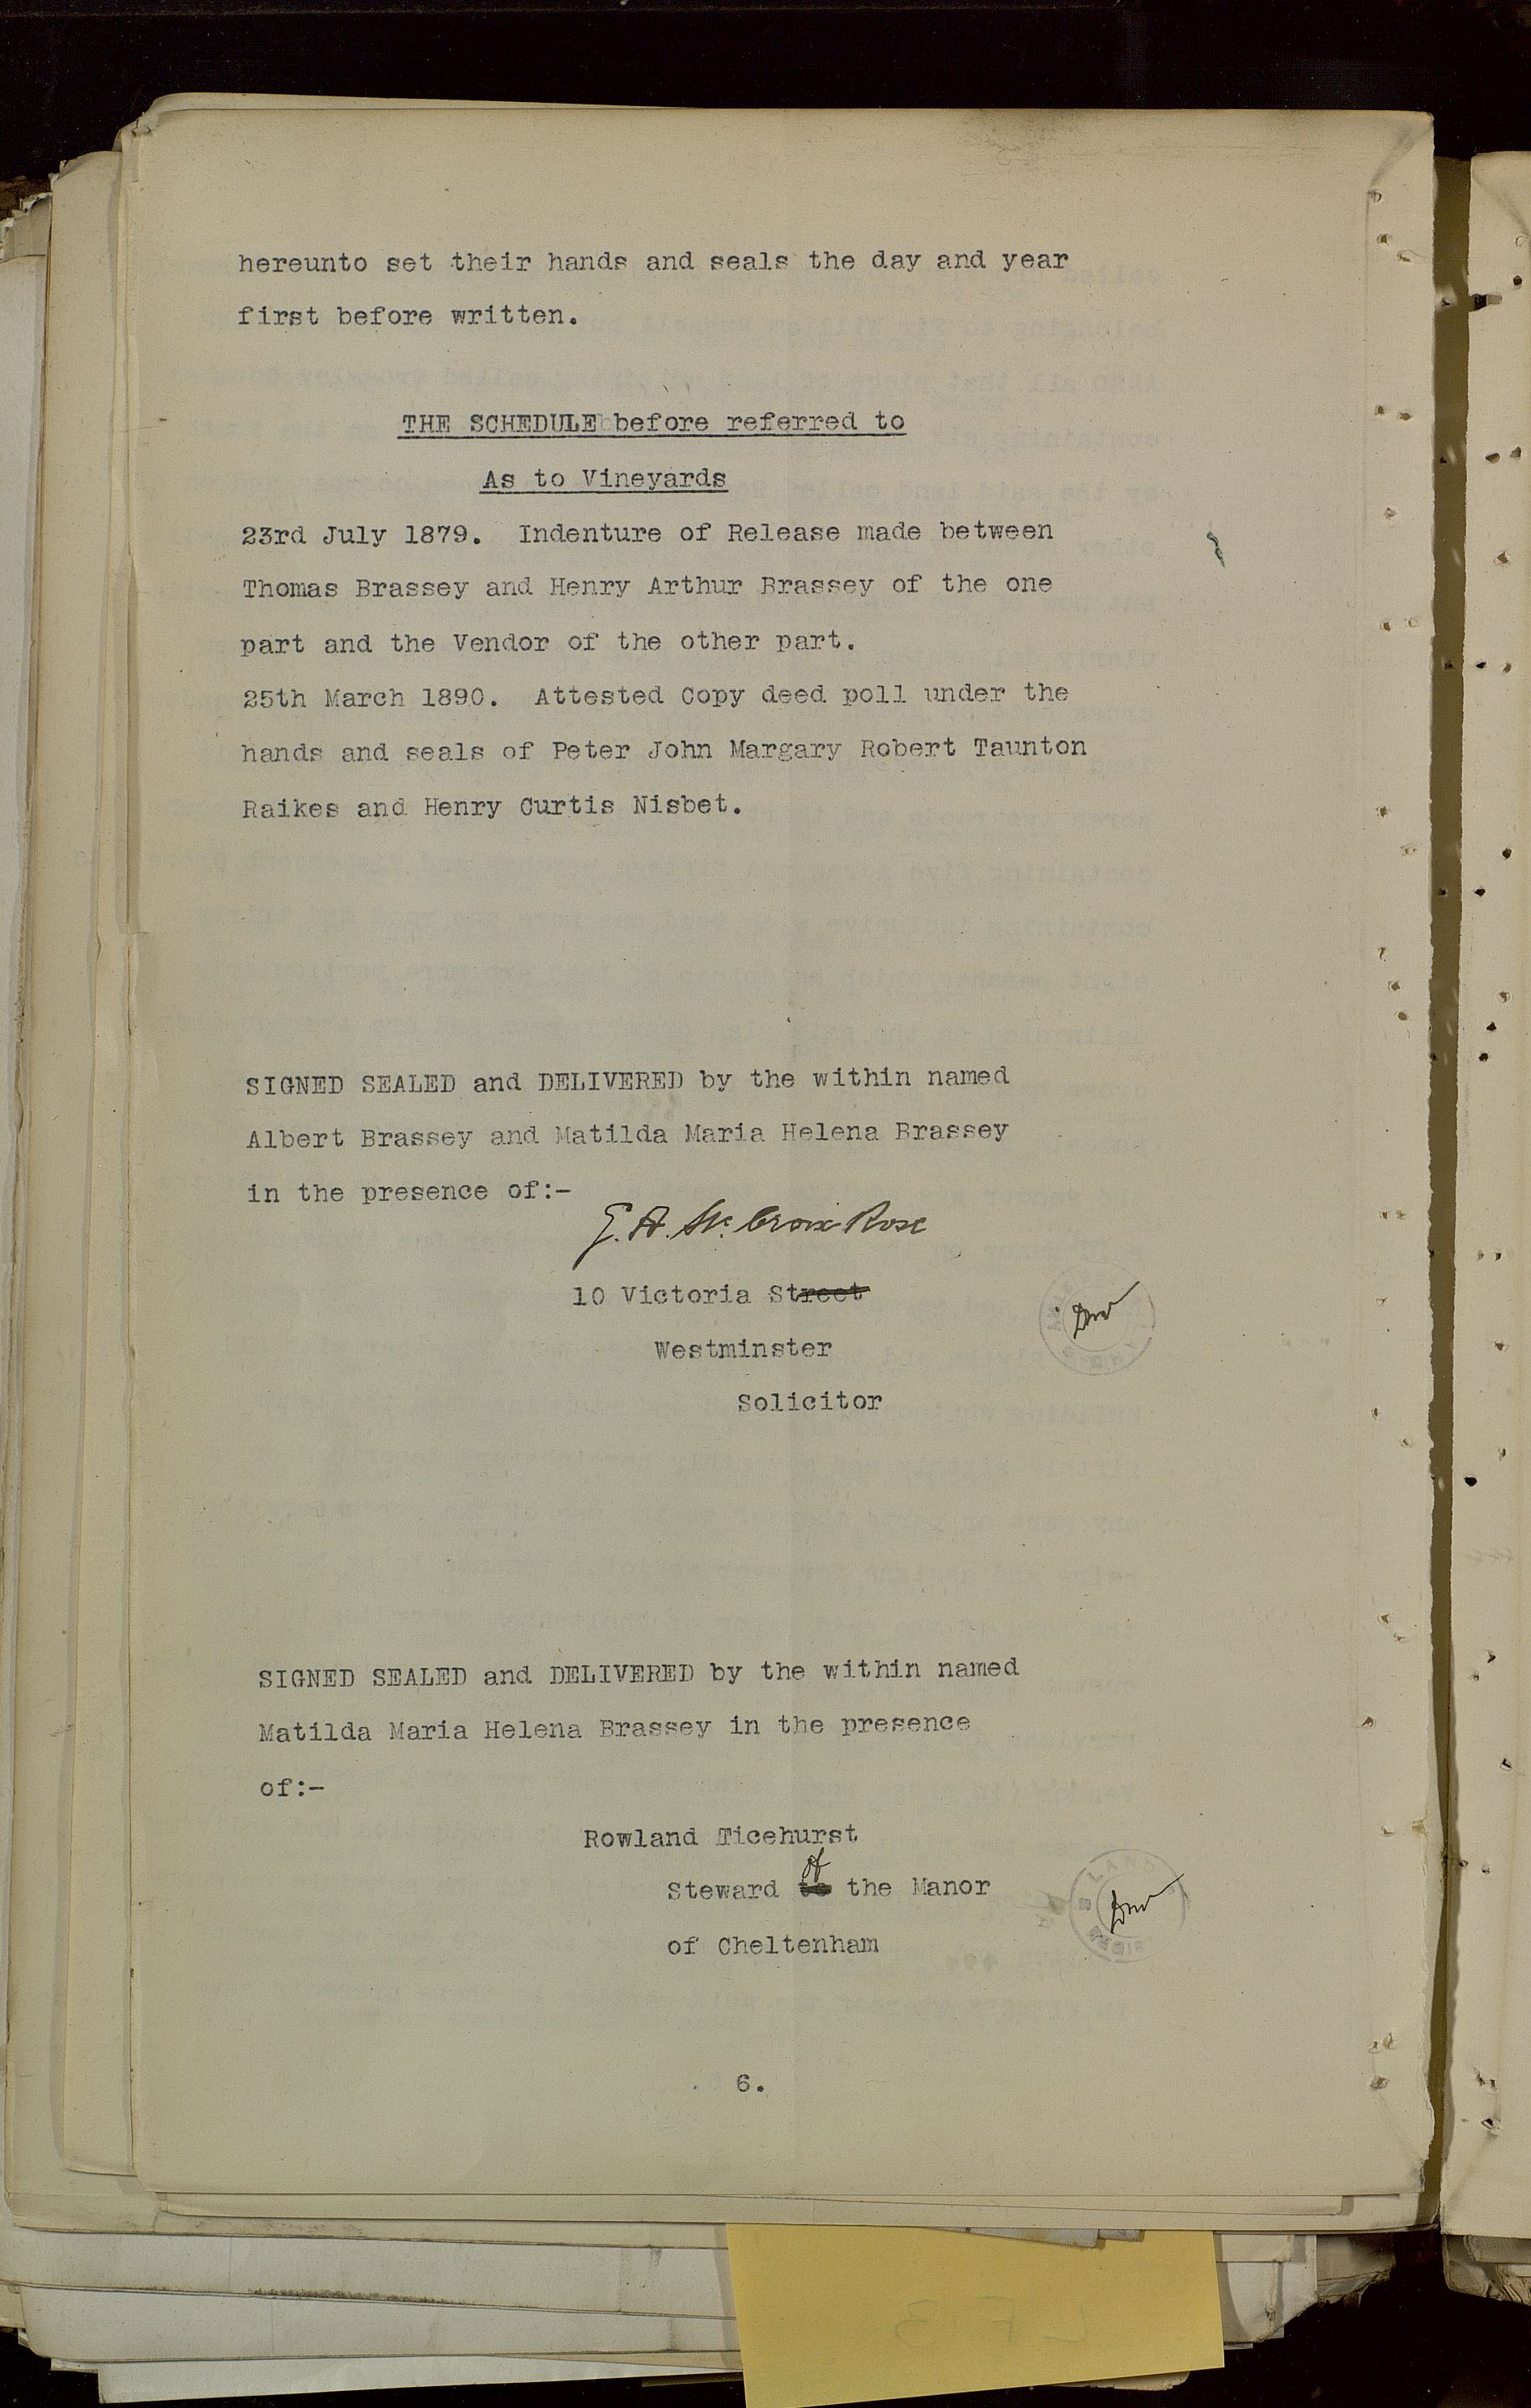 hereunto set their hands and seals the day and year
first before written.
THE SCHEDULE before referred to
As to Vineyards
23rd July 1879. Indenture of Release made between
Thomas Brassey and Henry Arthur Brassey of the one
part and the Vendor of the other part.
25th March 1890. Attested Copy deed poll under the
hands and seals of Peter John Margary Robert Taunton
Raikes and Henry Curtis Nisbet.
SIGNED SEALED and DELIVERED by the within named
Albert Brassey and Matilda Maria Helena Brassey
in the presence of:-
G. A. St. Croix Rose
10 Victoria Street
Westminster
Solicitor
SIGNED SEALED and DELIVERED by the within named
Matilda Maria Helena Brassey in the presence
of:-
Rowland Ticehurst
Steward of the Manor
of Cheltenham
6.